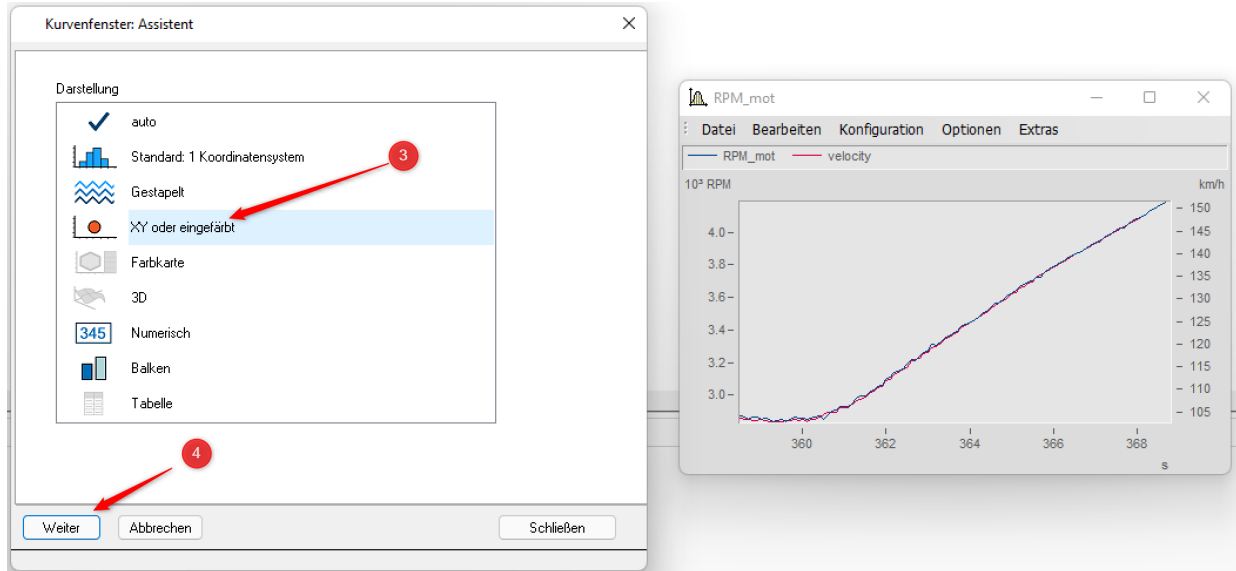 Kurvenfenster: Assistent
Darstellung
auto
Standard: 1 Koordinatensystem
3
Gestapelt
XY oder eingefärbt
Farbkarte
3D
345 Numerisch
Balken
Tabelle
4
Weiter Abbrechen Schließen
RPM_mot
Datei Bearbeiten Konfiguration Optionen Extras
RPM_mot velocity
10³ RPM km/h
150
4.0 145
140
3.8 135
3.6 130
125
3.4 120
3.2 115
110
3.0 105
360 362 364 366 368
s